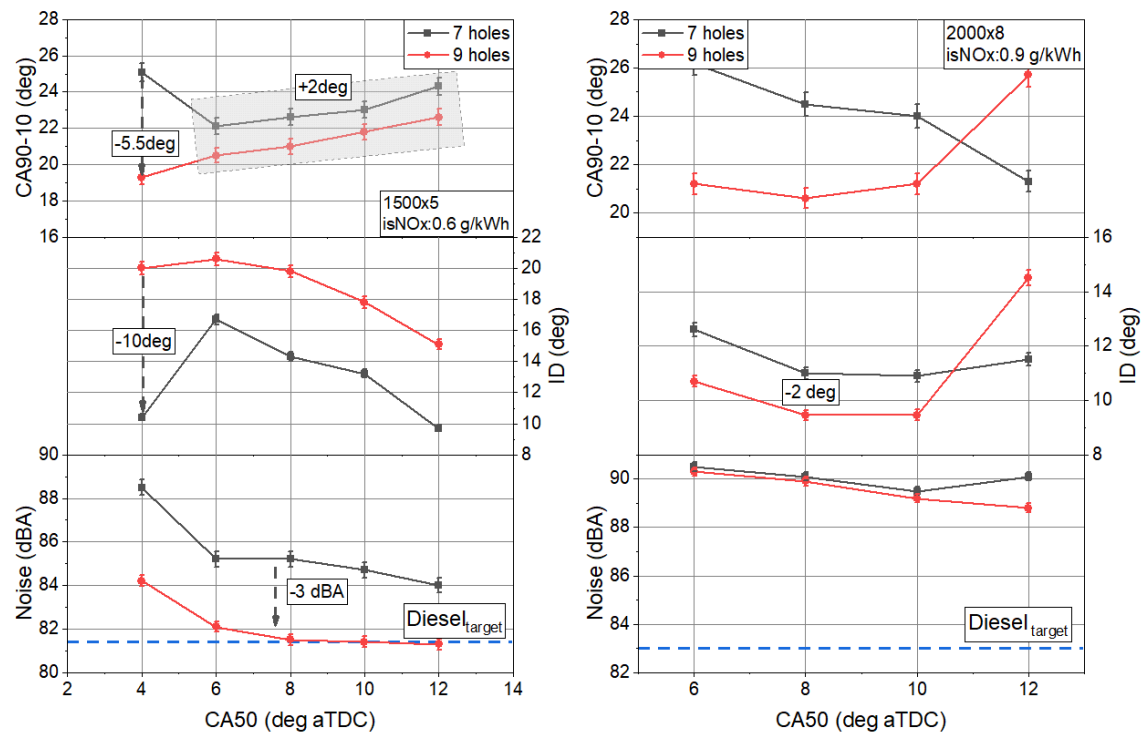 28
26
24
22
20
18
16
CA90-10 (deg)
7 holes
9 holes
+2deg
-5.5deg
1500x5
isNOx:0.6 g/kWh
22
20
18
16
14
12
10
8
ID (deg)
-10deg
90
88
86
84
82
80
Noise (dBA)
-3 dBA
Diesel target
2
4
6
8
10
12
14
CA50 (deg aTDC)
28
26
24
22
20
CA90-10 (deg)
7 holes
9 holes
2000x8
isNOx:0.9 g/kWh
16
14
12
10
8
ID (deg)
-2 deg
90
88
86
84
82
Noise (dBA)
Diesel target
6
8
10
12
CA50 (deg aTDC)